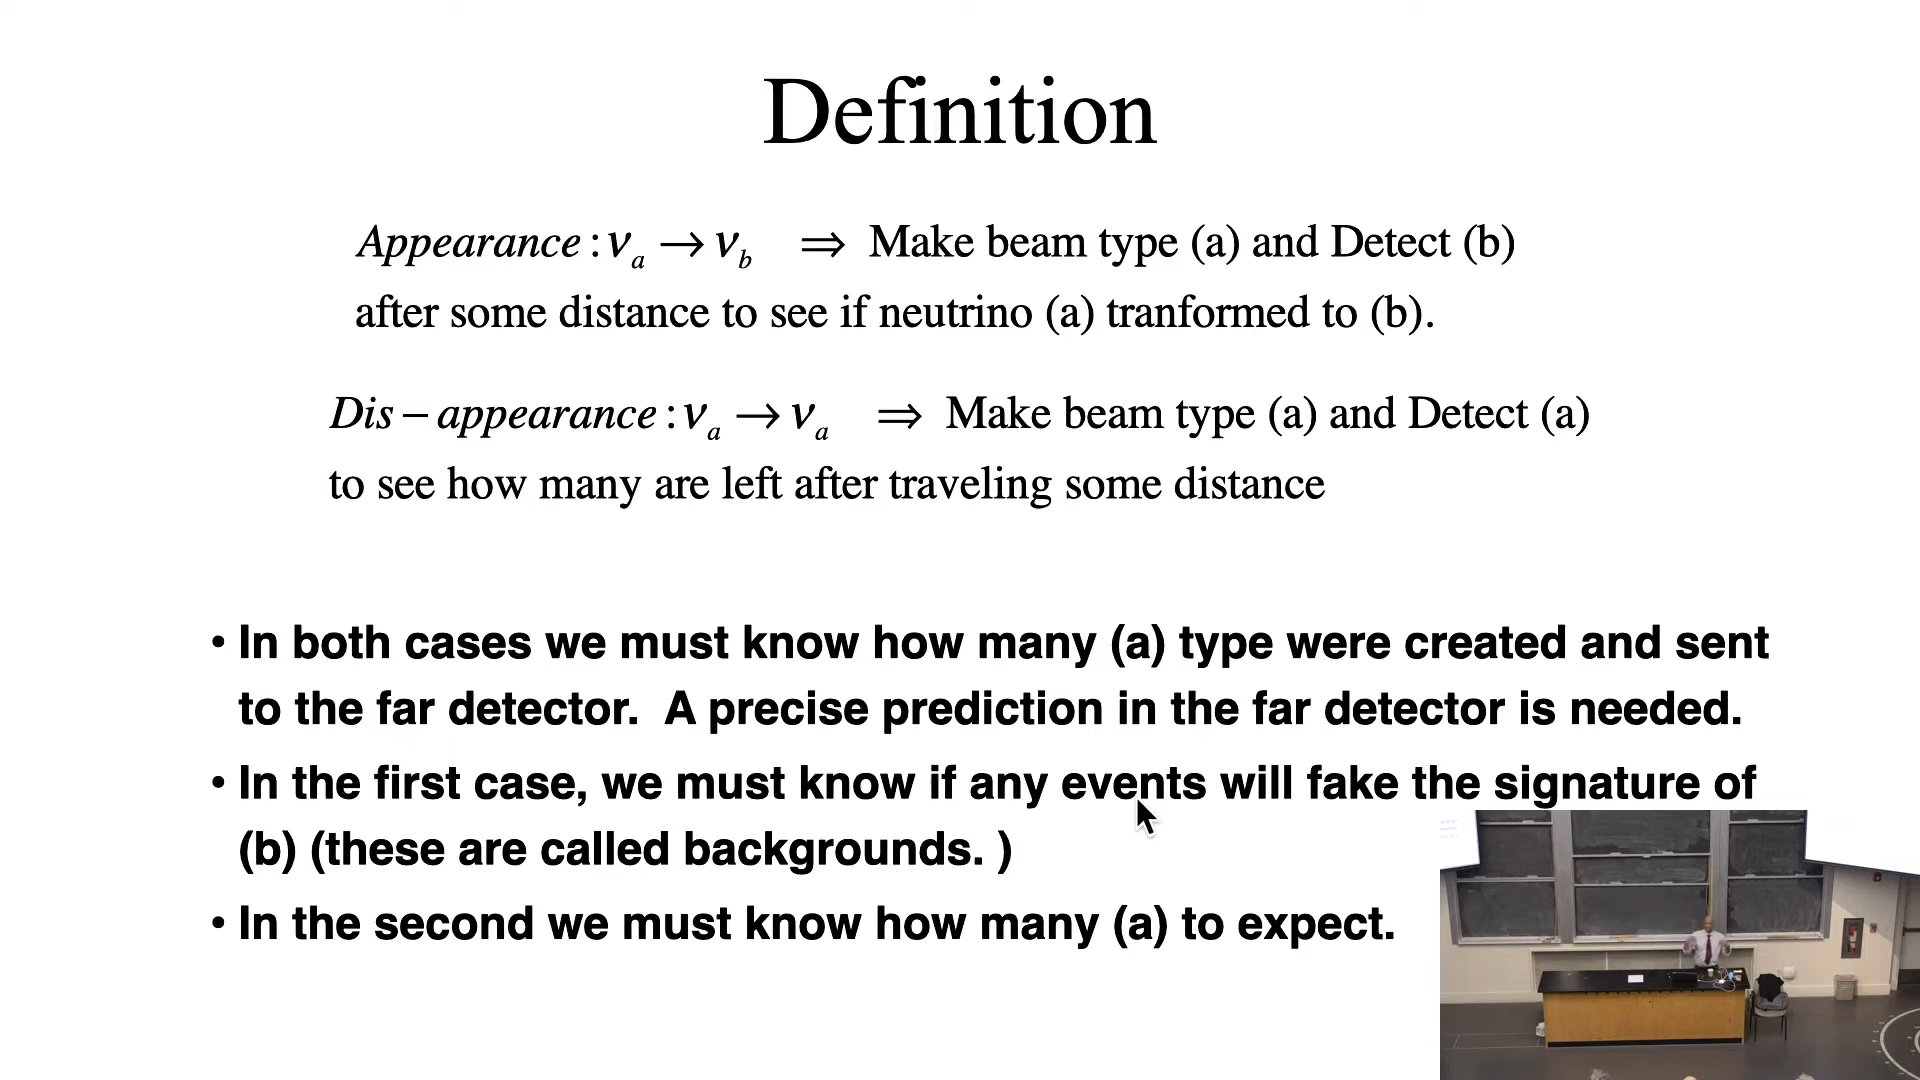 Definition
Appearance : ν_a → ν_b ⇒ Make beam type (a) and Detect (b)
after some distance to see if neutrino (a) tranformed to (b).
Dis – appearance : ν_a → ν_a ⇒ Make beam type (a) and Detect (a)
to see how many are left after traveling some distance
• In both cases we must know how many (a) type were created and sent
to the far detector. A precise prediction in the far detector is needed.
• In the first case, we must know if any events will fake the signature of
(b) (these are called backgrounds. )
• In the second we must know how many (a) to expect.